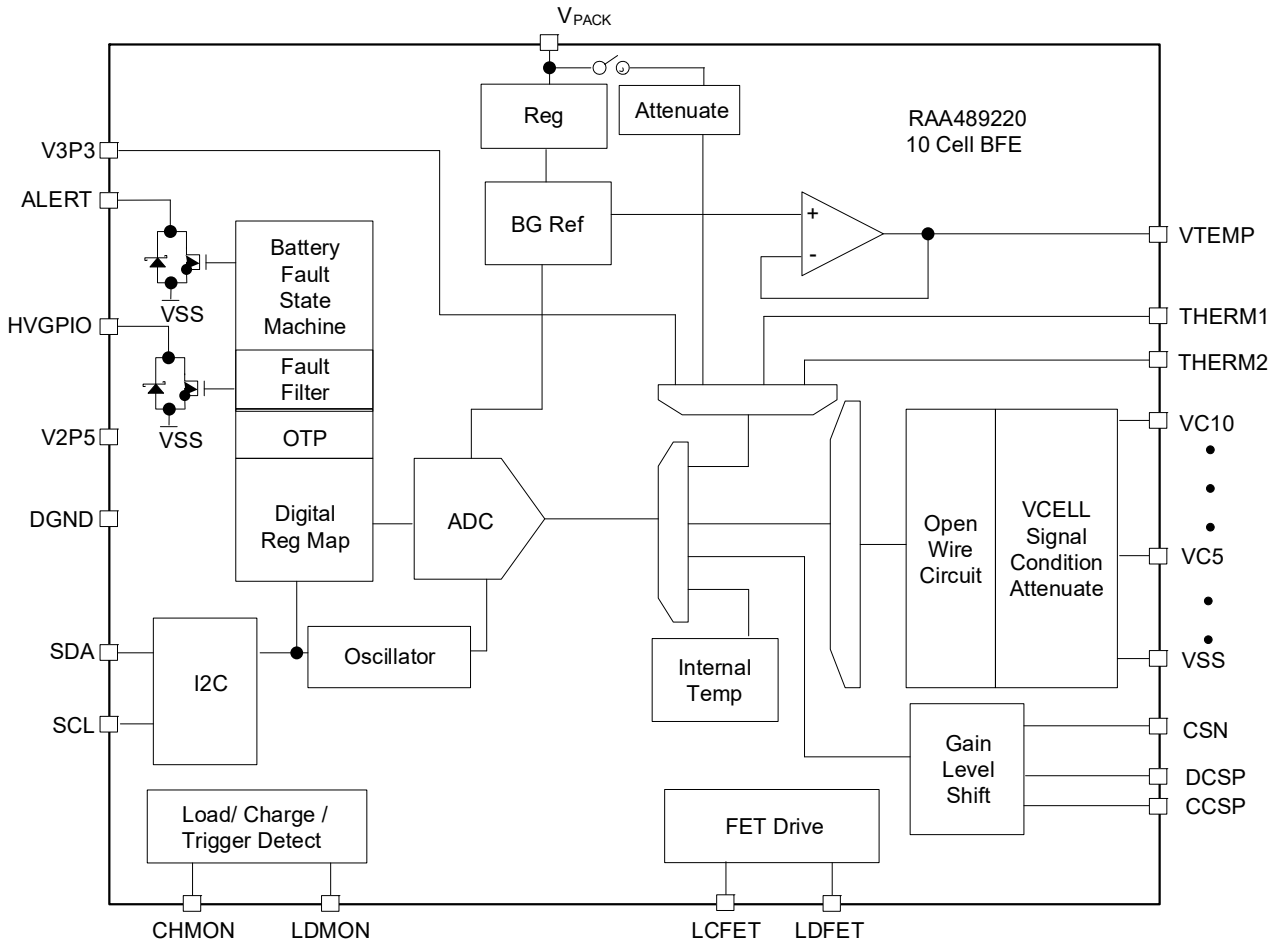 VPACK
Reg
Attenuate
RAA489220
10 Cell BFE
V3P3
ALERT
BG Ref
+
-
VTEMP
Battery
Fault
State
Machine
VSS
HVGPIO
THERM1
THERM2
Fault
Filter
VSS
V2P5
OTP
VC10
DGND
Digital
Reg Map
ADC
Open
Wire
Circuit
VCELL
Signal
Condition
Attenuate
VC5
SDA
I2C
Oscillator
Internal
Temp
VSS
SCL
Gain
Level
Shift
CSN
DCSP
CCSP
Load/ Charge /
Trigger Detect
FET Drive
CHMON
LDMON
LCFET
LDFET